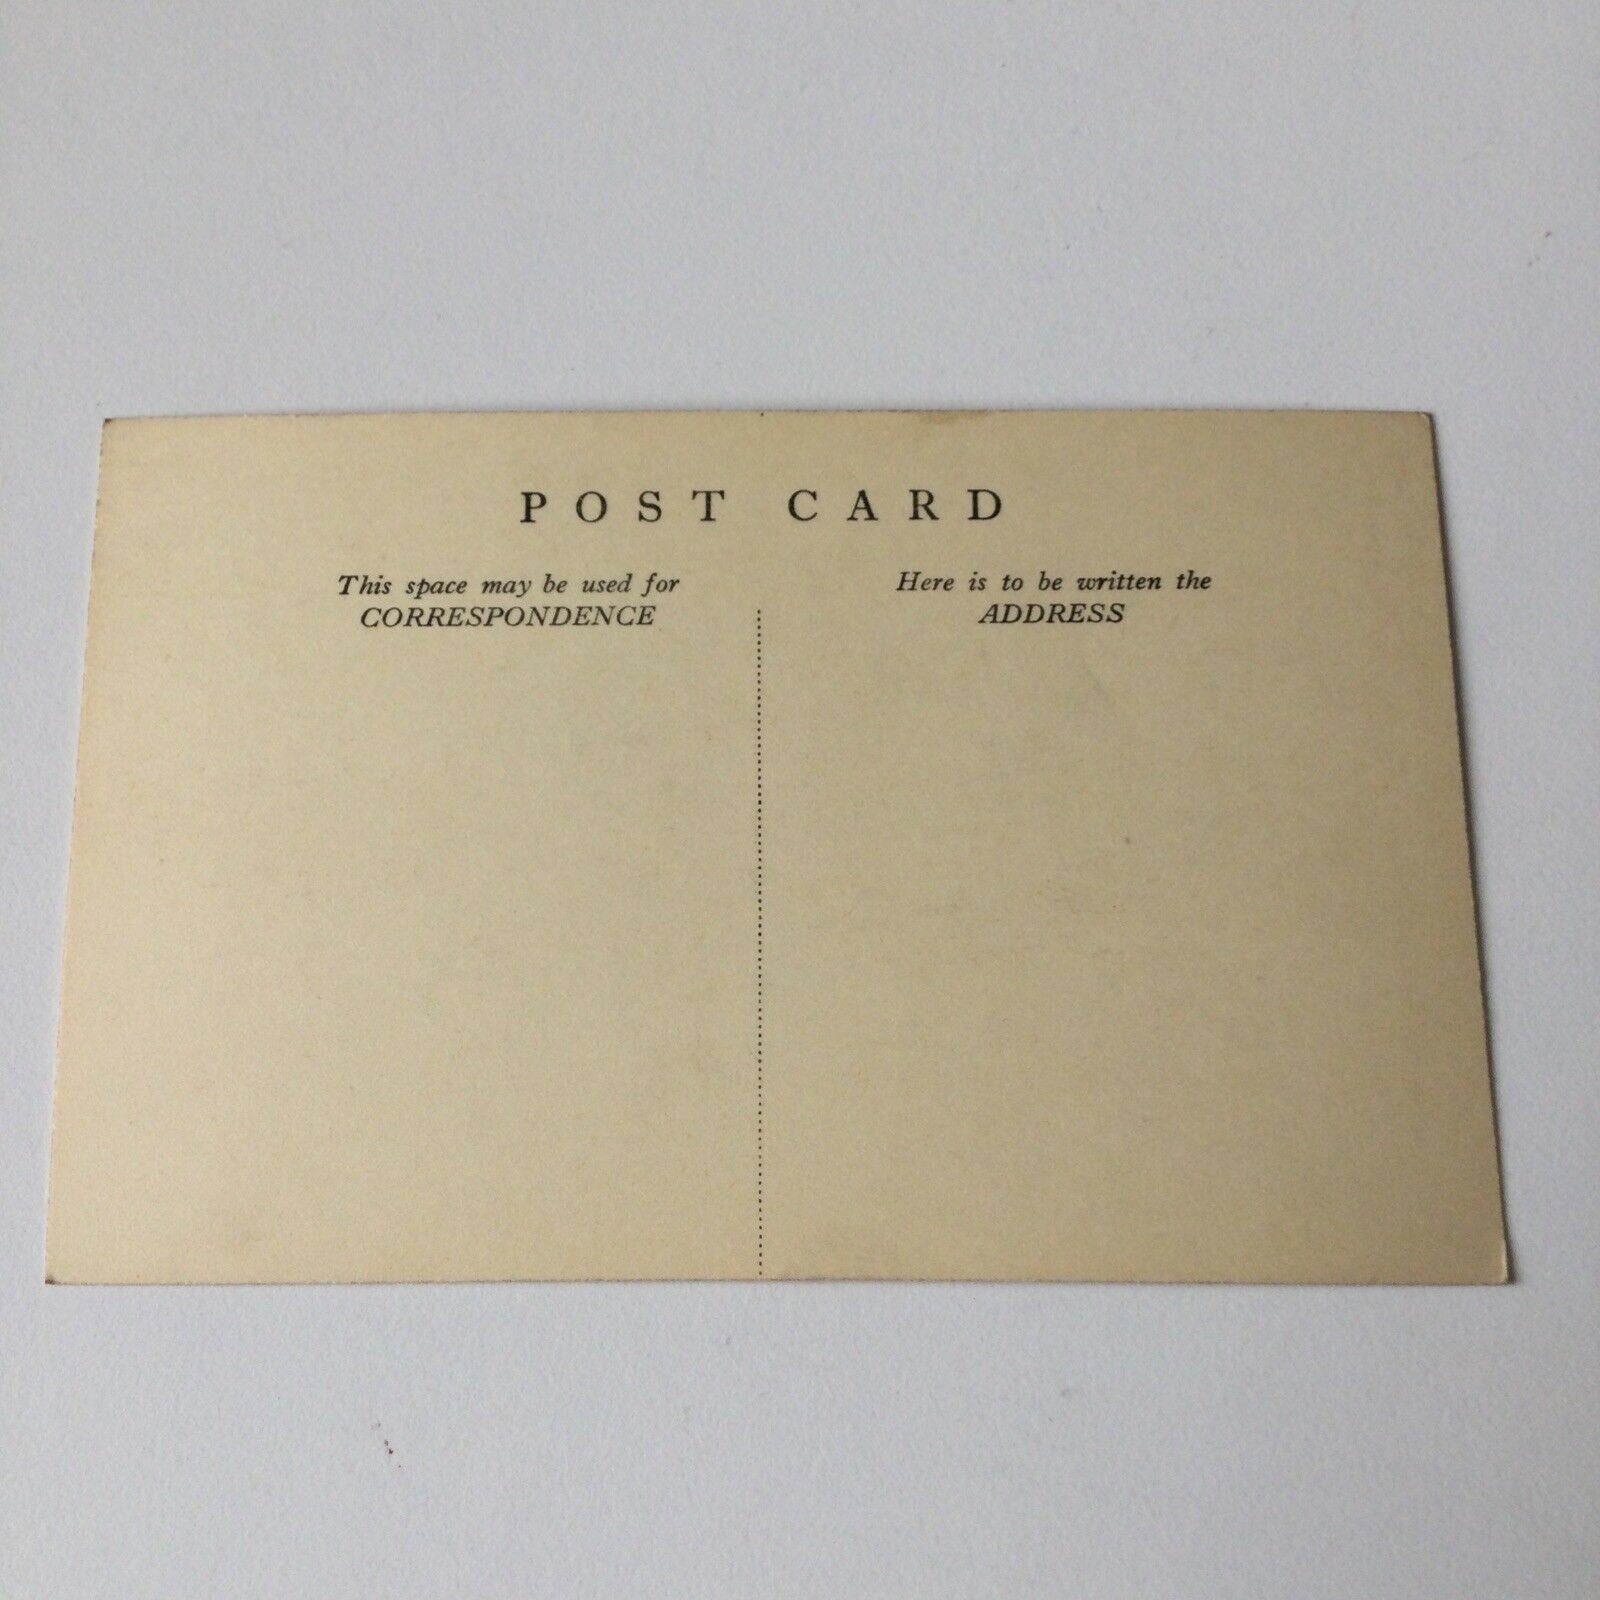 POST CARD
This space may be used for
CORRESPONDENCE
Here is to be written the
ADDRESS